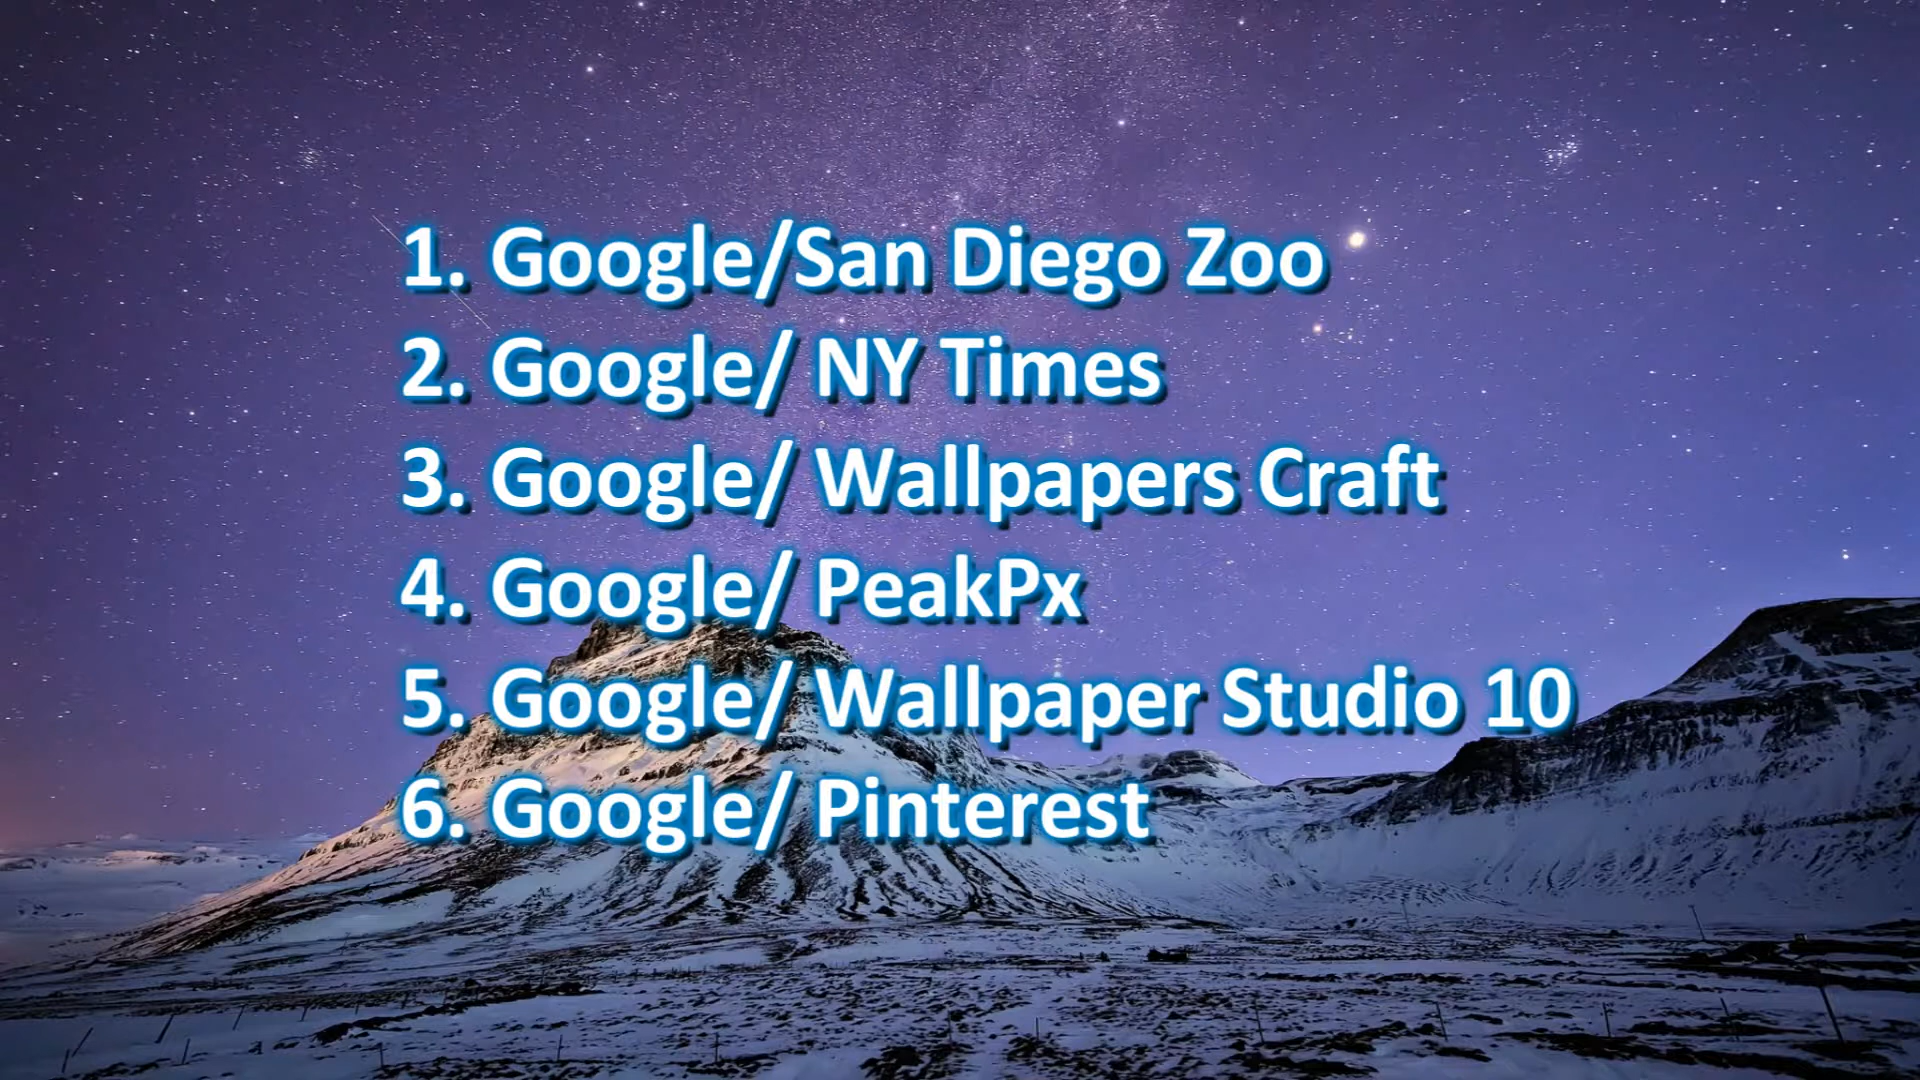 1. Google/San Diego Zoo
2. Google/ NY Times
3. Google/ Wallpapers Craft
4. Google/ PeakPx
5. Google/ Wallpaper Studio 10
6. Google/ Pinterest